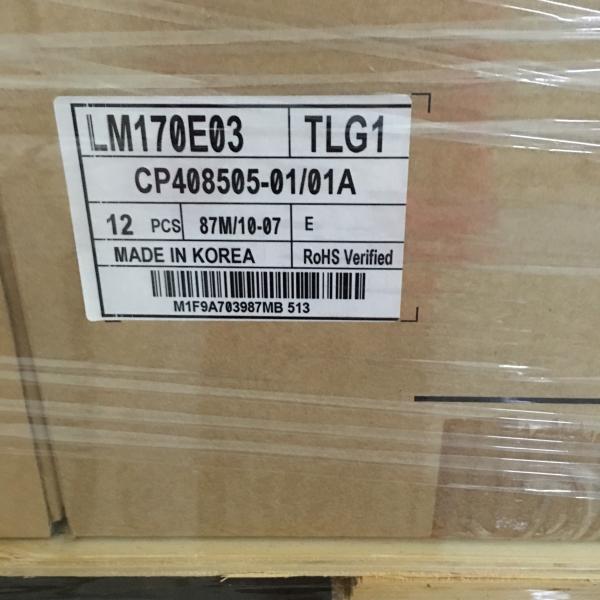 LM170E03 TLG1
CP408505-01/01A
12 PCS 87M/10-07 E
MADE IN KOREA RoHS Verified
M1F9A703987MB 513